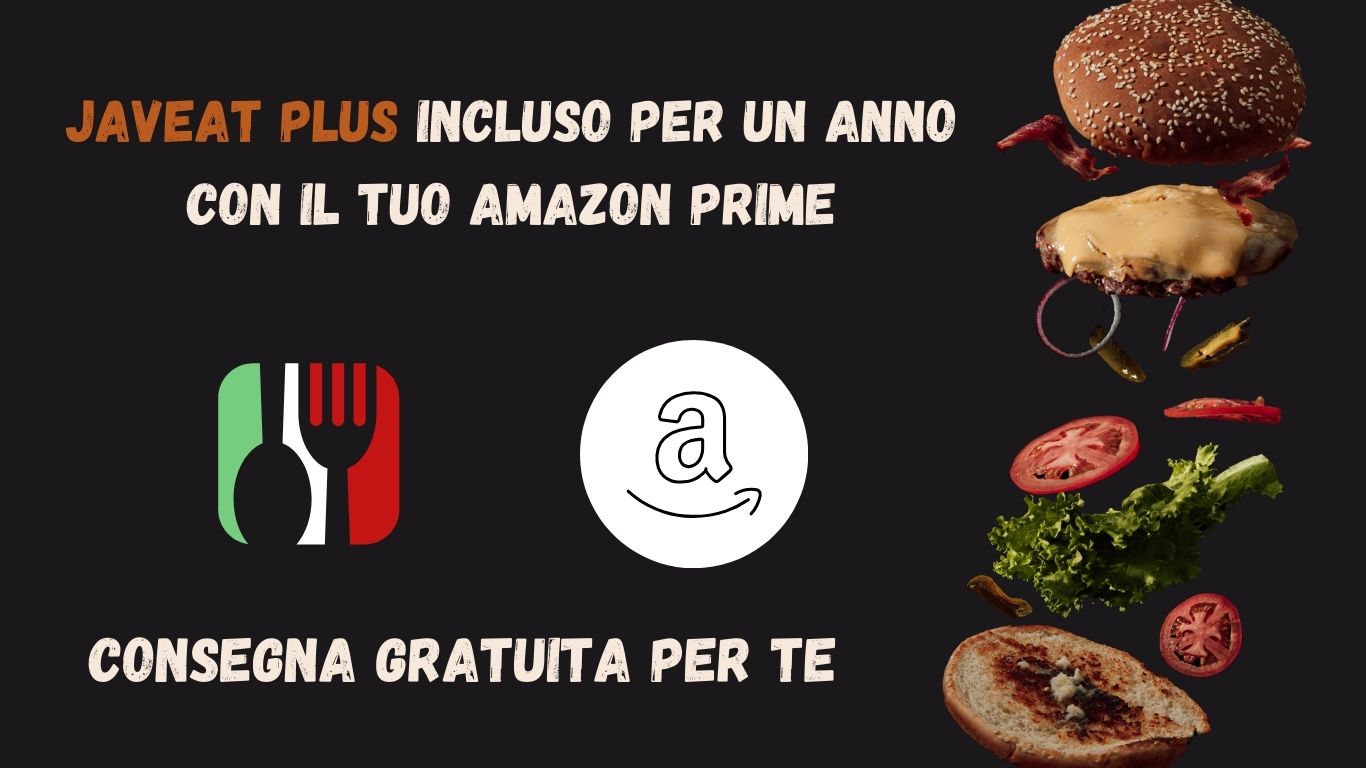 JAVEAT PLUS INCLUSO PER UN ANNO
CON IL TUO AMAZON PRIME
a
CONSEGNA GRATUITA PER TE